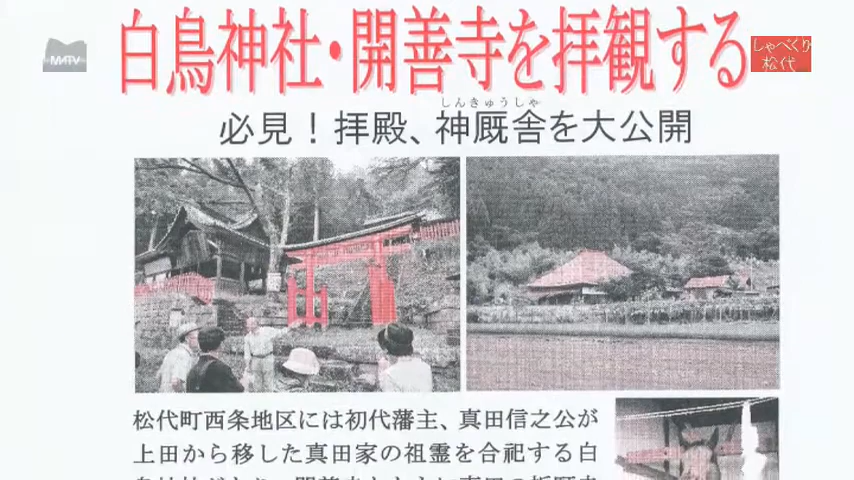 白鳥神社・開善寺を拝観する
MATV
しゃべくり
松代
しんきゅうしゃ
必見！拝殿、神厩舎を大公開
松代町西条地区には初代藩主、真田信之公が
上田から移した真田家の祖霊を合祀する白